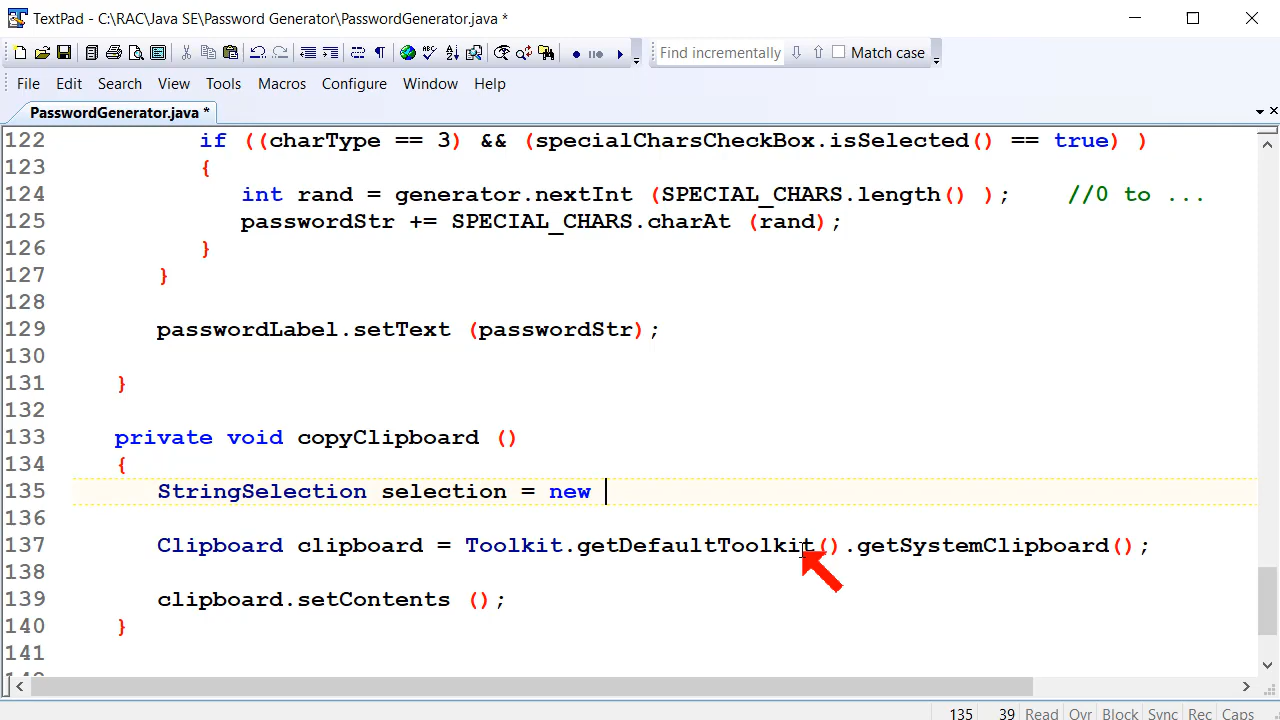 TextPad - C:\RAC\Java SE\Password Generator\PasswordGenerator.java *
Find incrementally Match case
File Edit Search View Tools Macros Configure Window Help
PasswordGenerator.java *
122 if ((charType == 3) && (specialCharsCheckBox.isSelected() == true) )
123 {
124 int rand = generator.nextInt (SPECIAL_CHARS.length() ); //0 to ...
125 passwordStr += SPECIAL_CHARS.charAt (rand);
126 }
127 }
128
129 passwordLabel.setText (passwordStr);
130
131 }
132
133 private void copyClipboard ()
134 {
135 StringSelection selection = new
136
137 Clipboard clipboard = Toolkit.getDefaultToolkit().getSystemClipboard();
138
139 clipboard.setContents ();
140 }
141
135 39 Read Ovr Block Sync Rec Caps